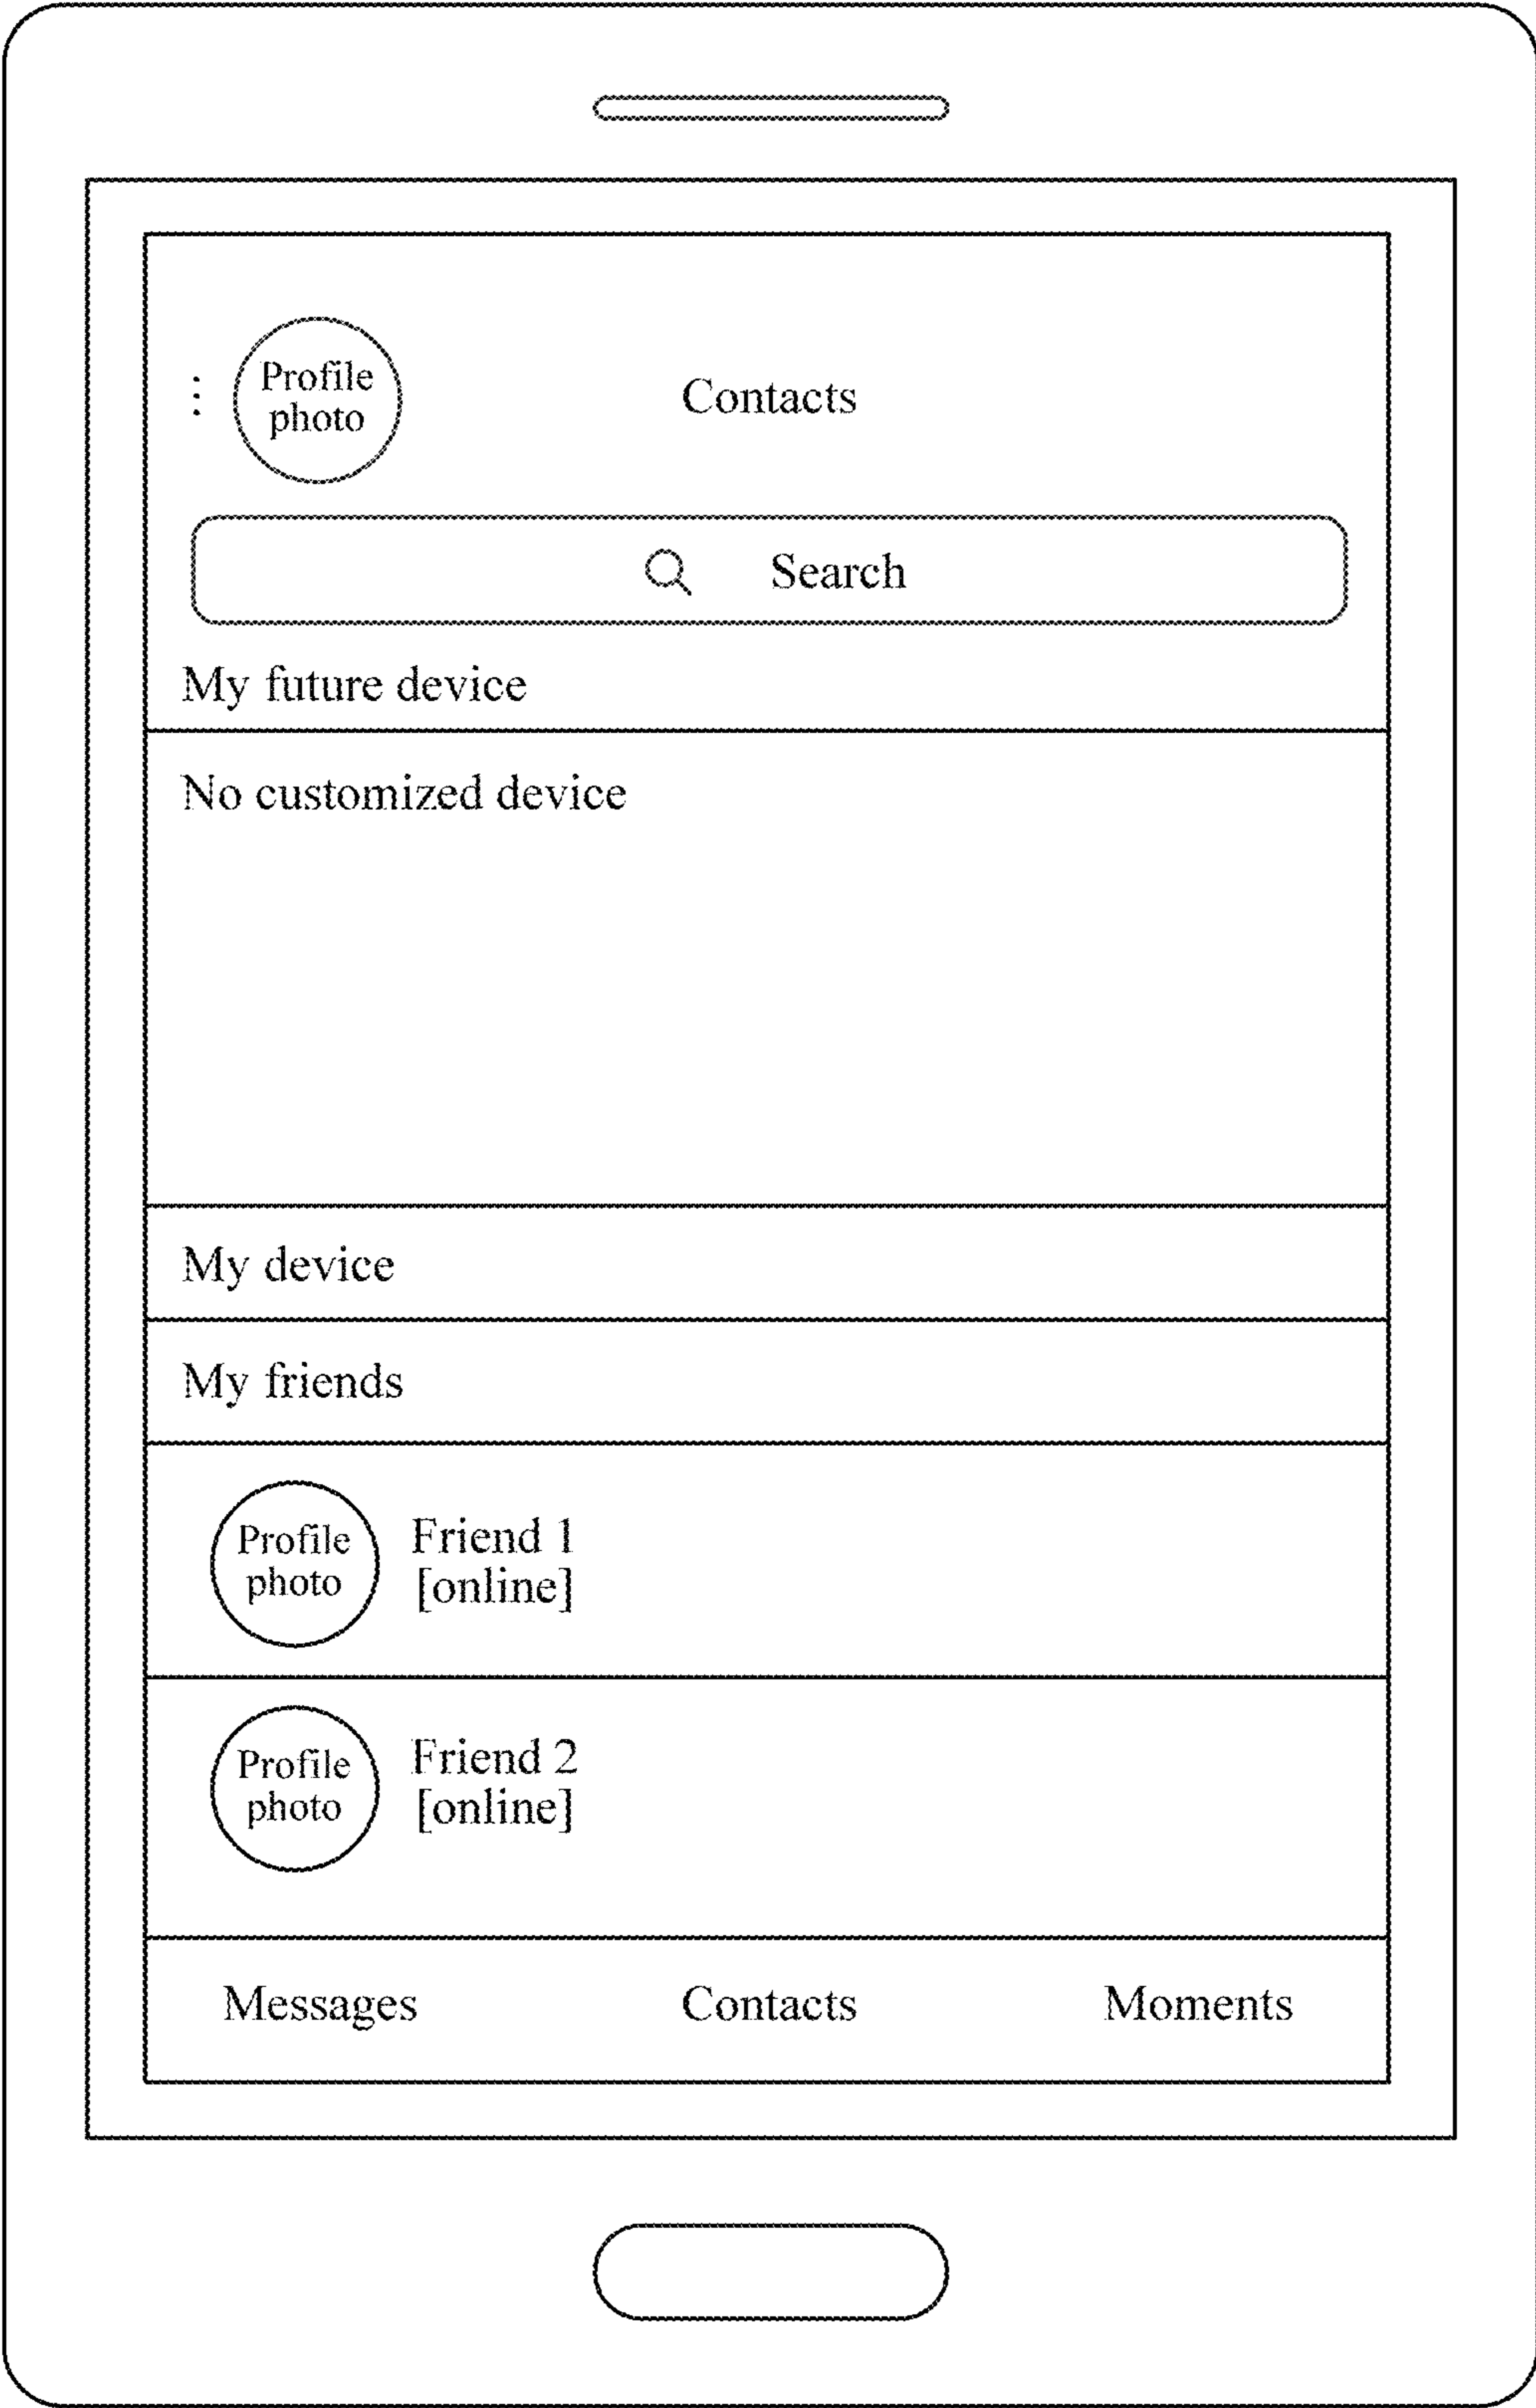 Profile
photo
Contacts
Search
My future device
No customized device
My device
My friends
Profile
photo
Friend 1
[online]
Profile
photo
Friend 2
[online]
Messages
Contacts
Moments